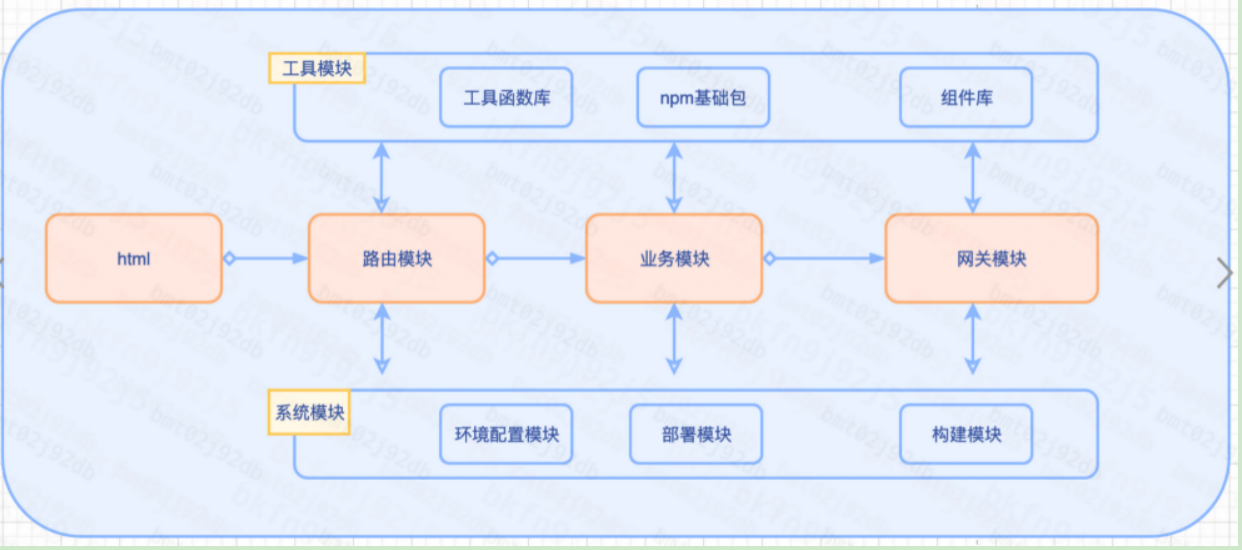 工具模块
工具函数库
npm基础包
组件库
html
路由模块
业务模块
网关模块
系统模块
环境配置模块
部署模块
构建模块